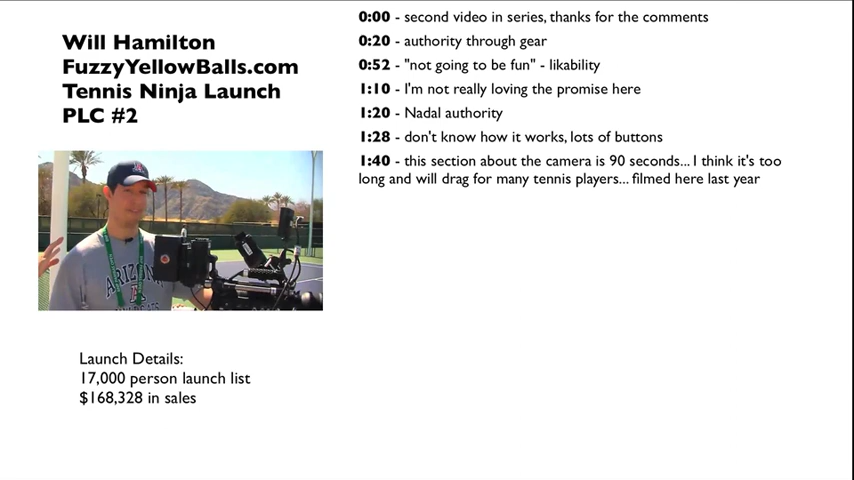 Will Hamilton
FuzzyYellowBalls.com
Tennis Ninja Launch
PLC #2
ARIZONA
Launch Details:
17,000 person launch list
$168,328 in sales
0:00 - second video in series, thanks for the comments
0:20 - authority through gear
0:52 - "not going to be fun" - likability
1:10 - I'm not really loving the promise here
1:20 - Nadal authority
1:28 - don't know how it works, lots of buttons
1:40 - this section about the camera is 90 seconds... I think it's too
long and will drag for many tennis players... filmed here last year